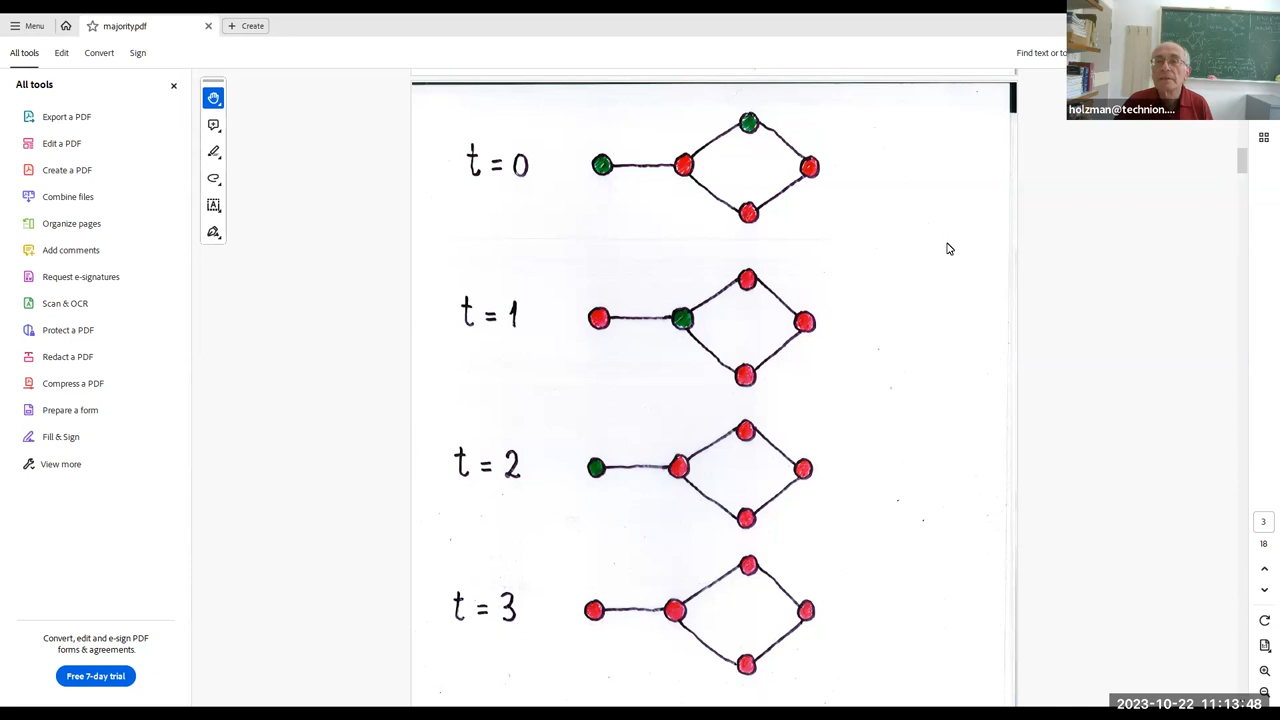 Menu
majority.pdf
Create
All tools
Edit
Convert
Sign
Find text or to
holzman@technion....
All tools
Export a PDF
Edit a PDF
Create a PDF
Combine files
Organize pages
Add comments
Request e-signatures
Scan & OCR
Protect a PDF
Redact a PDF
Compress a PDF
Prepare a form
Fill & Sign
View more
Convert, edit and e-sign PDF
forms & agreements.
Free 7-day trial
t = 0
t = 1
t = 2
t = 3
3
18
2023-10-22 11:13:48